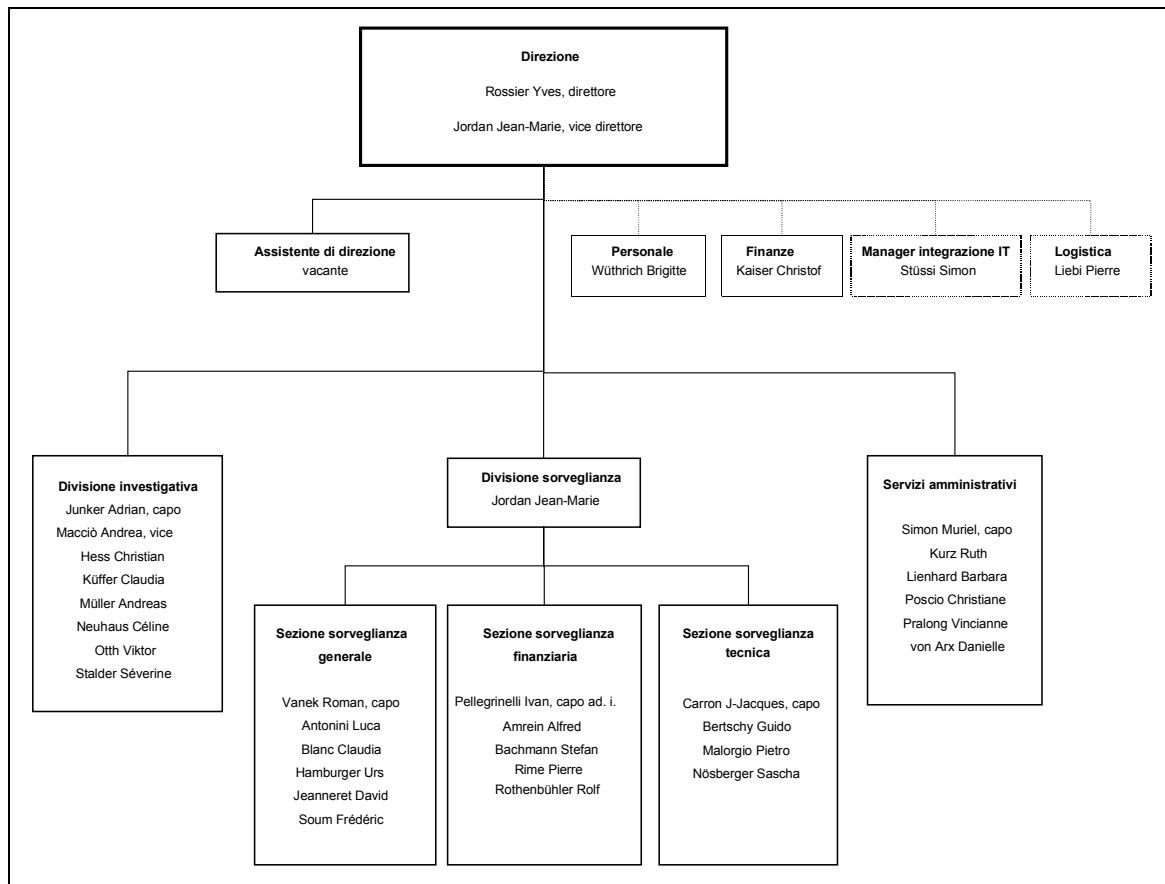 Direzione
Rossier Yves, direttore
Jordan Jean-Marie, vice direttore
Assistente di direzione
vacante
Personale
Wüthrich Brigitte
Finanze
Kaiser Christof
Manager integrazione IT
Stüssi Simon
Logistica
Liebi Pierre
Divisione investigativa
Junker Adrian, capo
Macciò Andrea, vice
Hess Christian
Küffer Claudia
Müller Andreas
Neuhaus Céline
Otth Viktor
Stalder Séverine
Divisione sorveglianza
Jordan Jean-Marie
Servizi amministrativi
Simon Muriel, capo
Kurz Ruth
Lienhard Barbara
Poscio Christiane
Pralong Vincianne
von Arx Danielle
Sezione sorveglianza
generale
Vanek Roman, capo
Antonini Luca
Blanc Claudia
Hamburger Urs
Jeanneret David
Soum Frédéric
Sezione sorveglianza
finanziaria
Pellegrinelli Ivan, capo ad. i.
Amrein Alfred
Bachmann Stefan
Rime Pierre
Rothenbühler Rolf
Sezione sorveglianza
tecnica
Carron J-Jacques, capo
Bertschy Guido
Malorgio Pietro
Nösberger Sascha